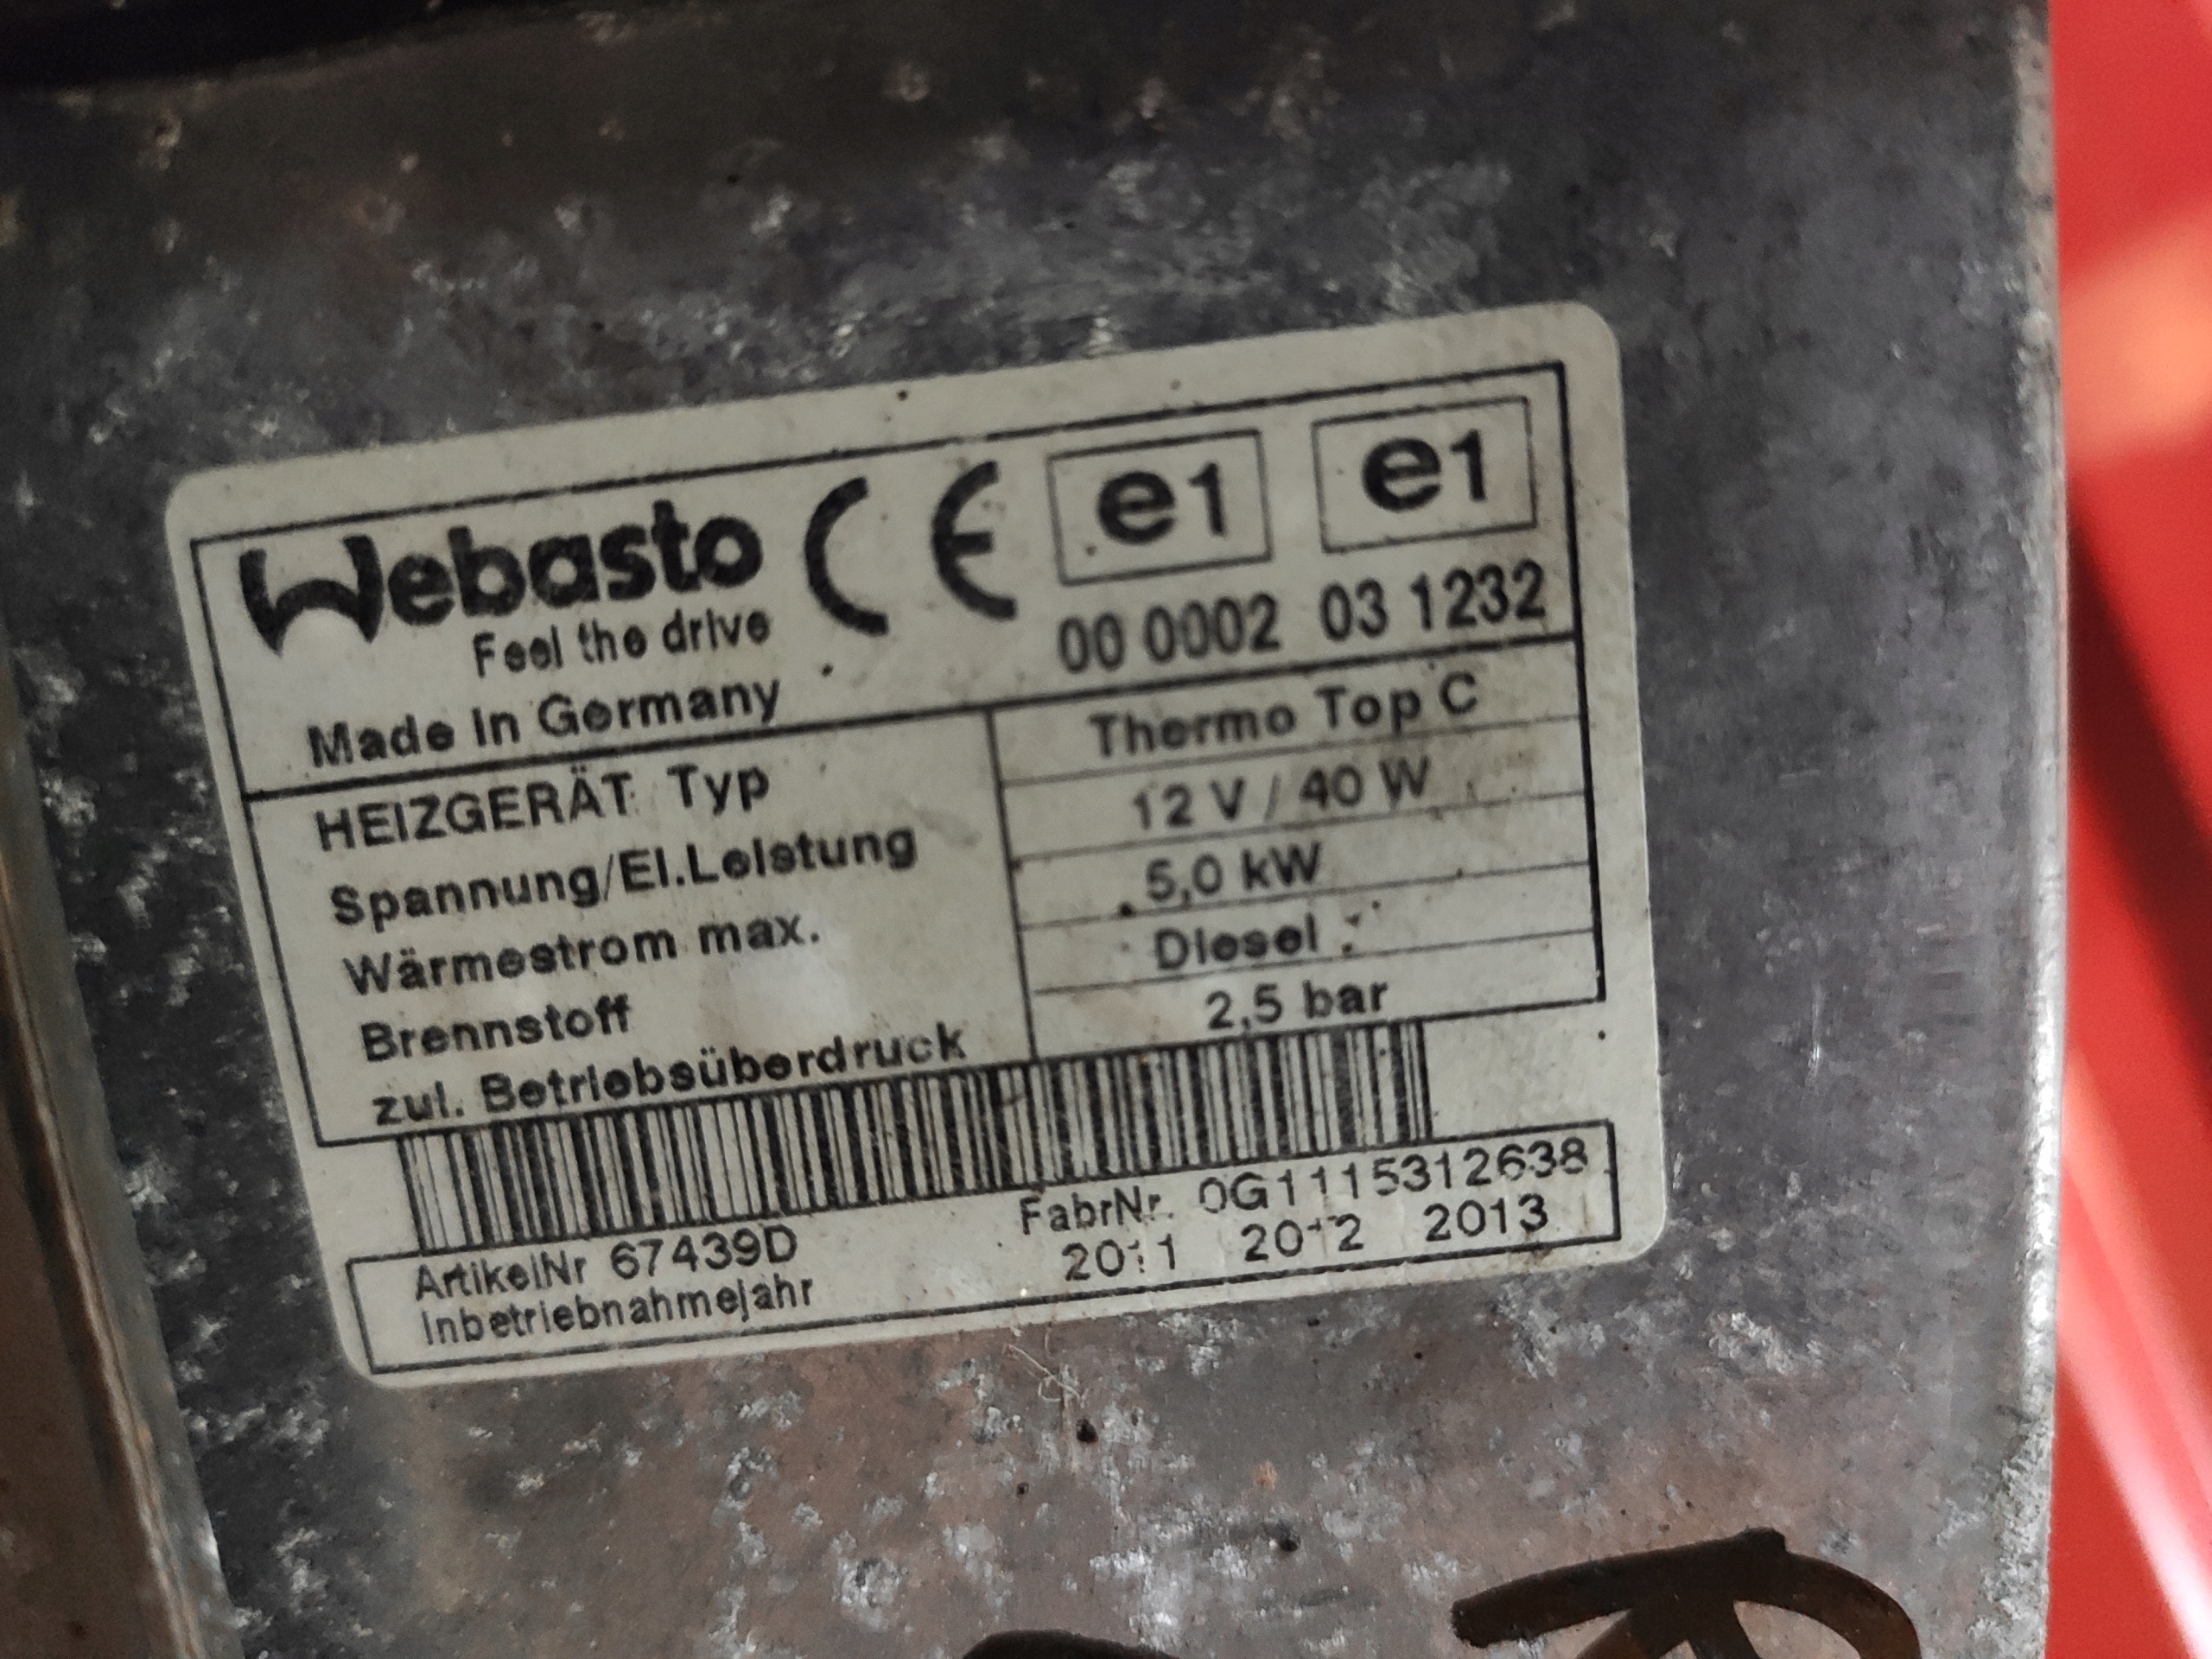 Webasto CE e1 e1
Feel the drive
00 0002 03 1232
Made in Germany
HEIZGERÄT Typ Thermo Top C
Spannung/El.Leistung 12 V / 40 W
Wärmestrom max. 5,0 kW
Brennstoff Diesel
zul. Betriebsüberdruck 2,5 bar
ArtikelNr 67439D FabrNr. 0G1115312638
Inbetriebnahmejahr 2011 2012 2013